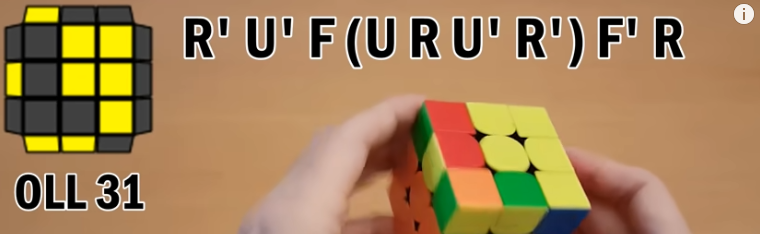 R' U' F (U R U' R') F' R
OLL 31